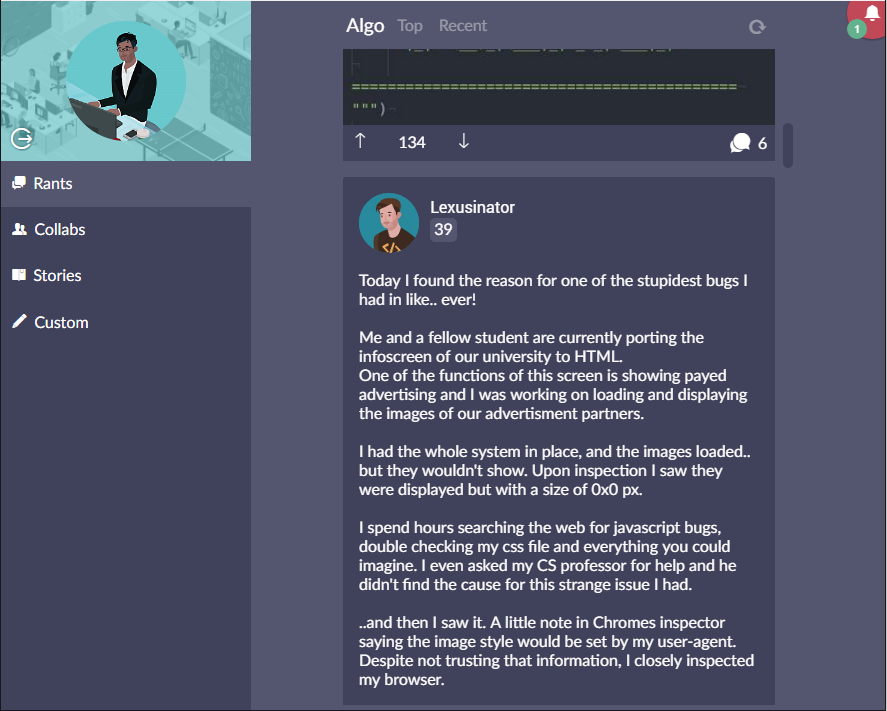 Algo Top Recent
1
Rants
Collabs
Stories
Custom
==========================================
""")
134
6
Lexusinator
39
Today I found the reason for one of the stupidest bugs I
had in like.. ever!
Me and a fellow student are currently porting the
infoscreen of our university to HTML.
One of the functions of this screen is showing payed
advertising and I was working on loading and displaying
the images of our advertisment partners.
I had the whole system in place, and the images loaded..
but they wouldn't show. Upon inspection I saw they
were displayed but with a size of 0x0 px.
I spend hours searching the web for javascript bugs,
double checking my css file and everything you could
imagine. I even asked my CS professor for help and he
didn't find the cause for this strange issue I had.
..and then I saw it. A little note in Chromes inspector
saying the image style would be set by my user-agent.
Despite not trusting that information, I closely inspected
my browser.